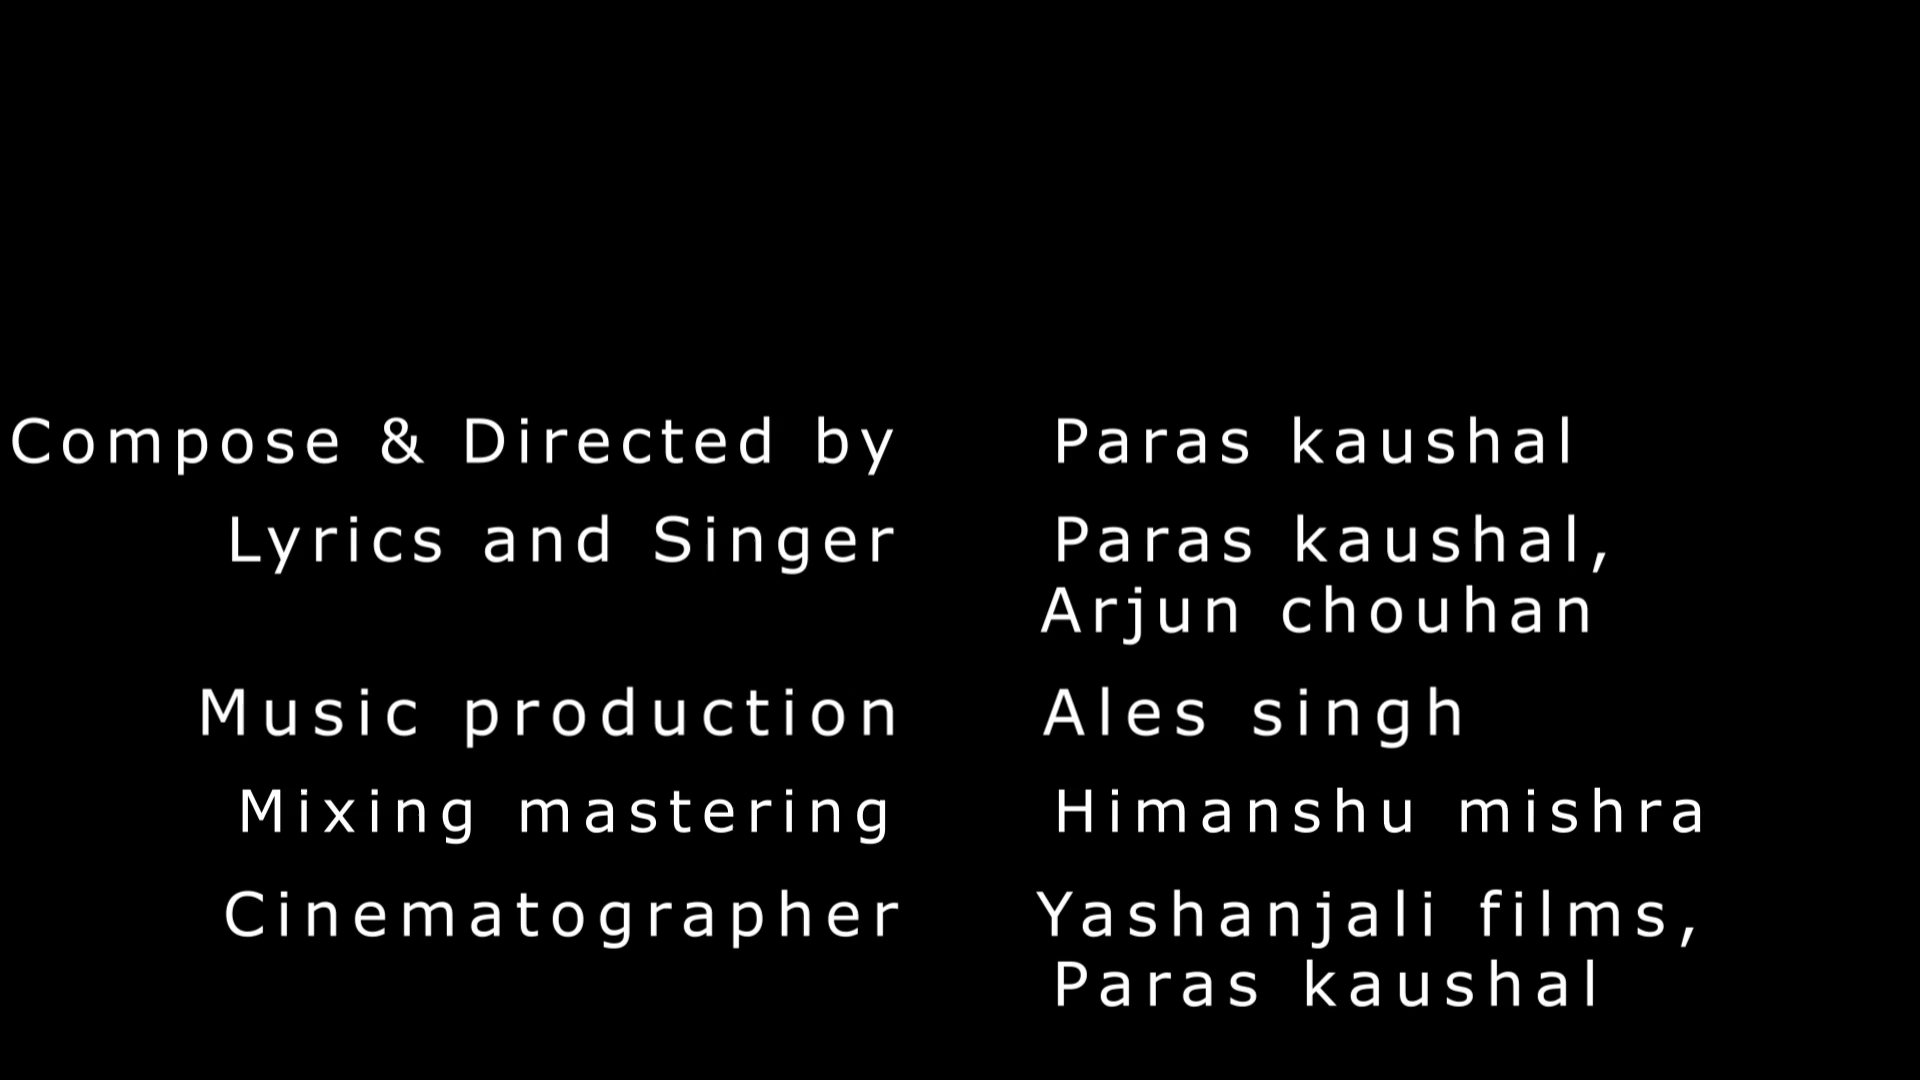 Compose & Directed by Paras kaushal
Lyrics and Singer Paras kaushal,
Arjun chouhan
Music production Ales singh
Mixing mastering Himanshu mishra
Cinematographer Yashanjali films,
Paras kaushal